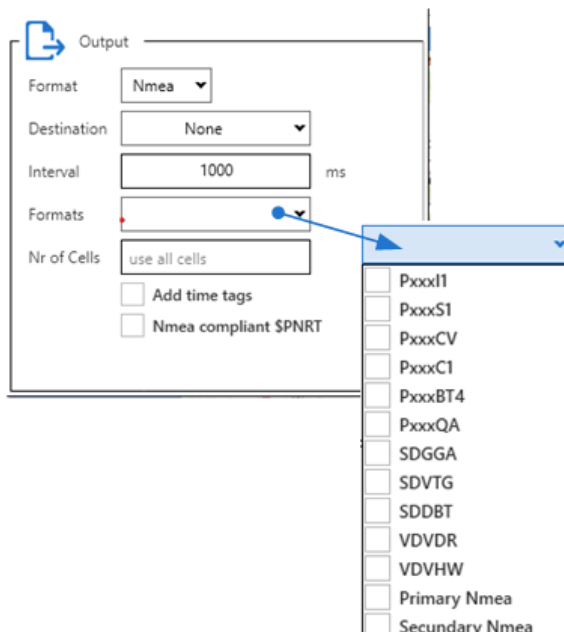 Output
Format Nmea
Destination None
Interval 1000 ms
Formats
Nr of Cells use all cells
Add time tags
Nmea compliant $PNRT
PxxxI1
PxxxS1
PxxxCV
PxxxC1
PxxxBT4
PxxxQA
SDGGA
SDVTG
SDDBT
VDVDR
VDVHW
Primary Nmea
Secundary Nmea